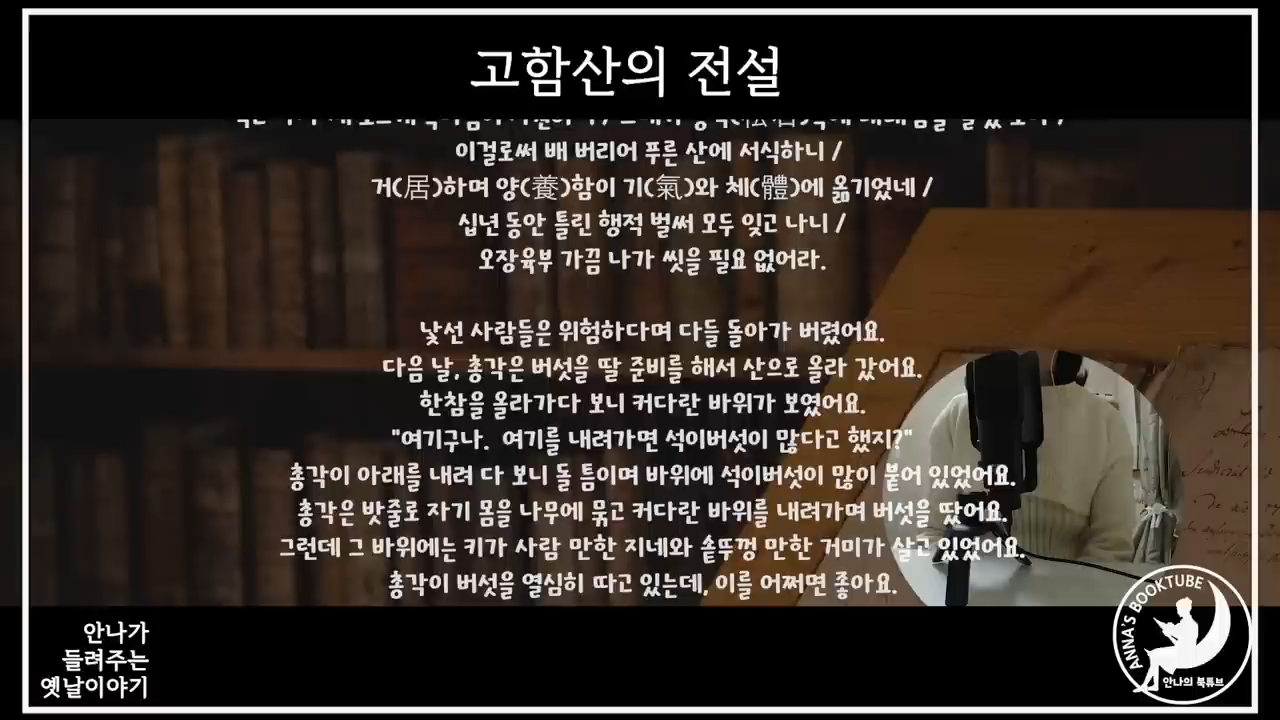 고함산의 전설
이걸로써 배 버리어 푸른 산에 서식하니 /
거(居)하며 양(養)함이 기(氣)와 체(體)에 옮기었네 /
십년 동안 틀린 행적 벌써 모두 잊고 나니 /
오장육부 가끔 나가 씻을 필요 없어라.
낯선 사람들은 위험하다며 다들 돌아가 버렸어요.
다음 날, 총각은 버섯을 딸 준비를 해서 산으로 올라 갔어요.
한참을 올라가다 보니 커다란 바위가 보였어요.
"여기구나.  여기를 내려가면 석이버섯이 많다고 했지?"
총각이 아래를 내려 다 보니 돌 틈이며 바위에 석이버섯이 많이 붙어 있었어요.
총각은 밧줄로 자기 몸을 나무에 묶고 커다란 바위를 내려가며 버섯을 땄어요.
그런데 그 바위에는 키가 사람 만한 지네와 솥뚜껑 만한 거미가 살고 있었어요.
총각이 버섯을 열심히 따고 있는데, 이를 어쩌면 좋아요.
안나가
들려주는
옛날이야기
ANNA'S BOOKTUBE
안나의 북튜브